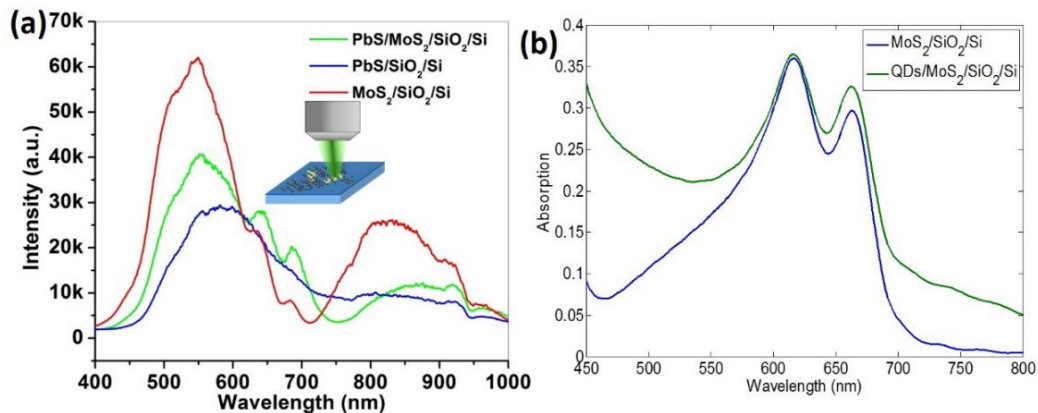 (a)
PbS/MoS₂/SiO₂/Si
PbS/SiO₂/Si
MoS₂/SiO₂/Si
70k
60k
50k
40k
30k
20k
10k
0
Intensity (a.u.)
400 500 600 700 800 900 1000
Wavelength (nm)
(b)
MoS₂/SiO₂/Si
QDs/MoS₂/SiO₂/Si
0.4
0.35
0.3
0.25
0.2
0.15
0.1
0.05
0
Absorption
450 500 550 600 650 700 750 800
Wavelength (nm)